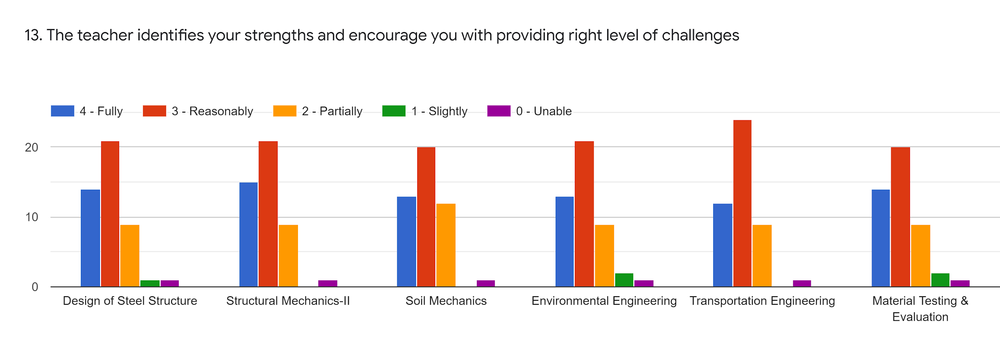 13. The teacher identifies your strengths and encourage you with providing right level of challenges
4 - Fully 3 - Reasonably 2 - Partially 1 - Slightly 0 - Unable
20
10
0
Design of Steel Structure Structural Mechanics-II Soil Mechanics Environmental Engineering Transportation Engineering Material Testing &
Evaluation